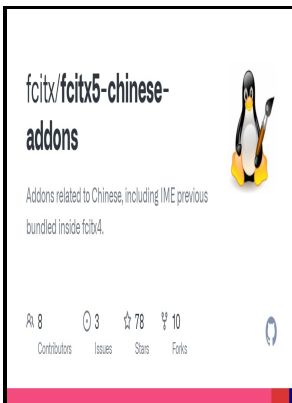 fcitx/fcitx5-chinese-
addons
Addons related to Chinese, including IME previous
bundled inside fcitx4.
8 3 78 10
Contributors Issues Stars Forks